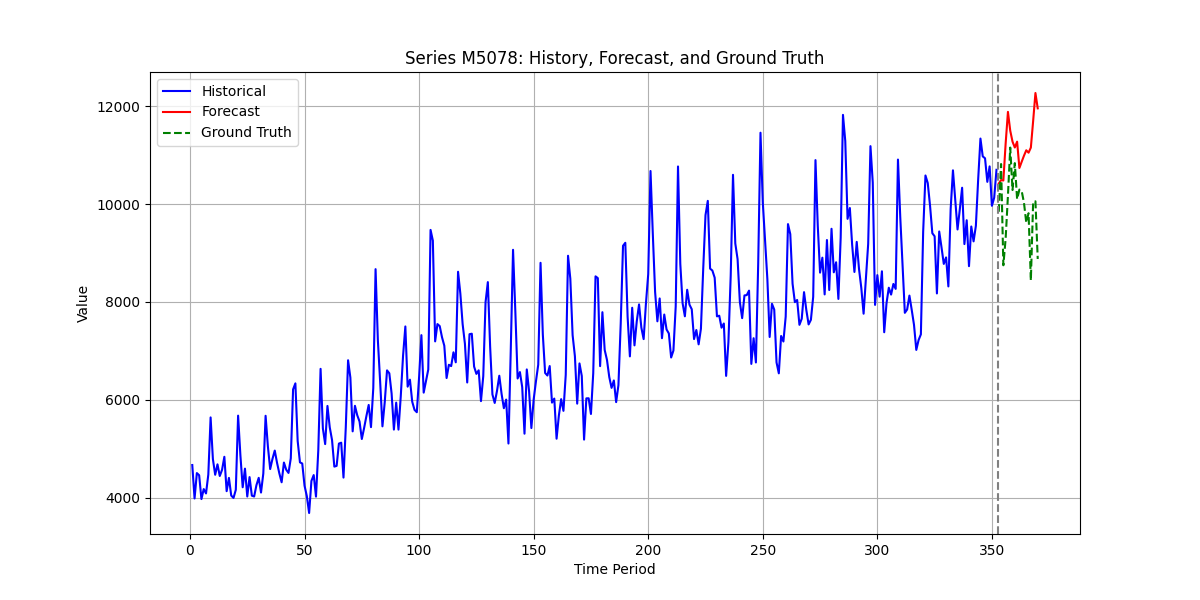 Series M5078: History, Forecast, and Ground Truth
Historical
Forecast
Ground Truth
12000
10000
8000
6000
4000
Value
0 50 100 150 200 250 300 350
Time Period